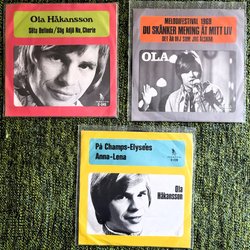 Ola Håkansson
Söta Belinda/Säg Adjö Nu, Cherie
MELODIFESTIVAL 1969
DU SKÄNKER MENING ÅT MITT LIV
DET ÄR DEJ SOM JAG ÄLSKAR
OLA
På Champs-Elysées
Anna-Lena
Ola
Håkansson